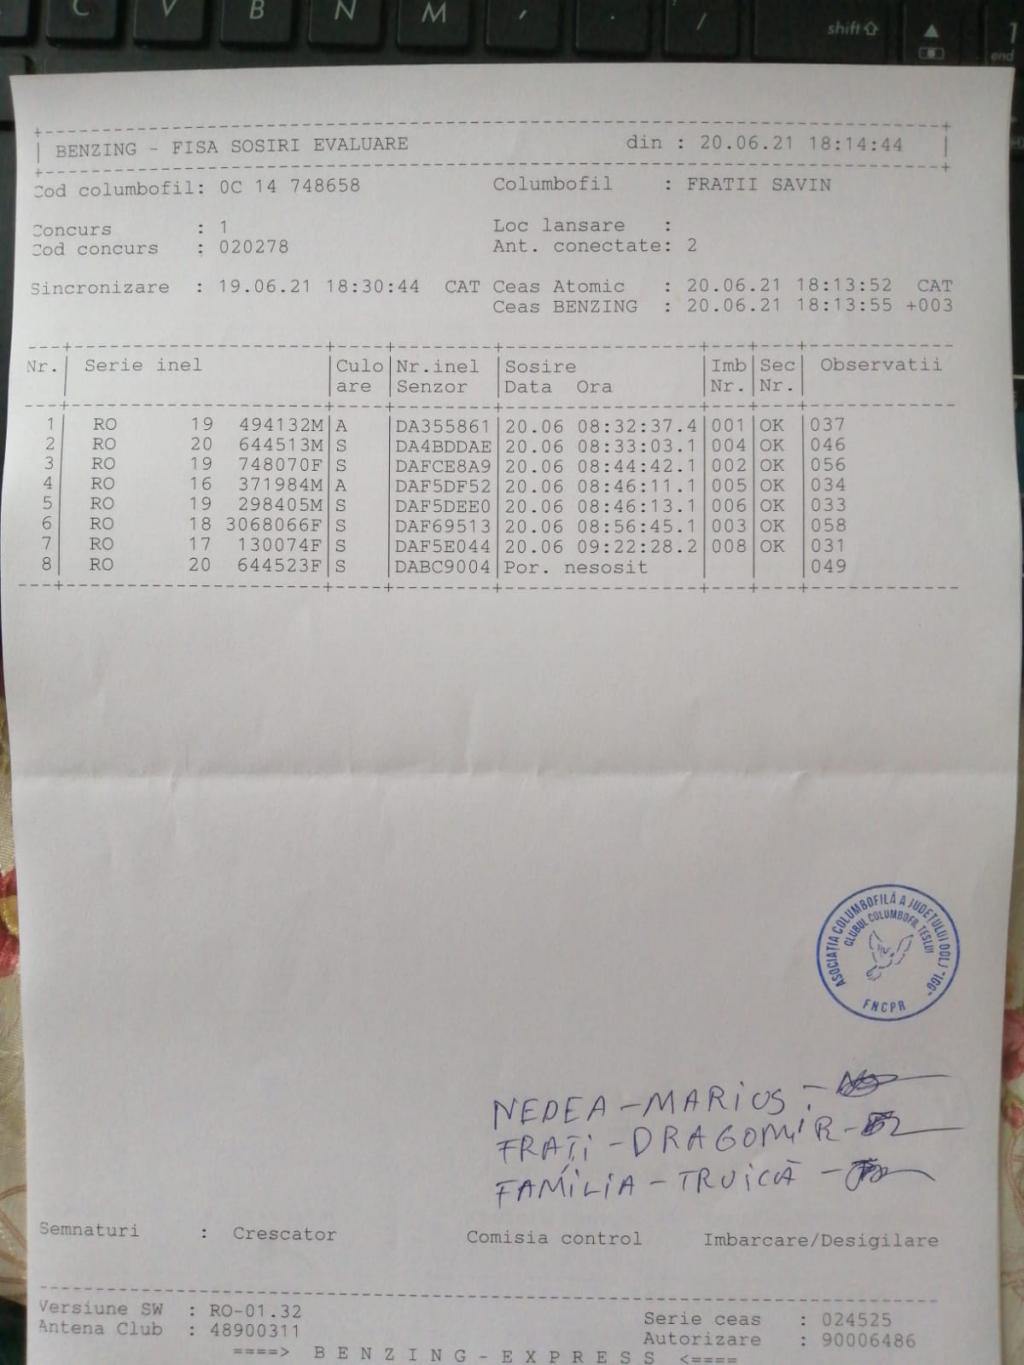 C V B N M , . / shift end
BENZING - FISA SOSIRI EVALUARE din : 20.06.21 18:14:44
Cod columbofil: 0C 14 748658 Columbofil : FRATII SAVIN
Concurs : 1 Loc lansare :
Cod concurs : 020278 Ant. conectate: 2
Sincronizare : 19.06.21 18:30:44 CAT Ceas Atomic : 20.06.21 18:13:52 CAT
Ceas BENZING : 20.06.21 18:13:55 +003
Nr. Serie inel Culo Nr.inel Sosire Imb Sec Observatii
are Senzor Data Ora Nr. Nr.
1 RO 19 494132M A DA355861 20.06 08:32:37.4 001 OK 037
2 RO 20 644513M S DA4BDDAE 20.06 08:33:03.1 004 OK 046
3 RO 19 748070F S DAFCE8A9 20.06 08:44:42.1 002 OK 056
4 RO 16 371984M A DAF5DF52 20.06 08:46:11.1 005 OK 034
5 RO 19 298405M S DAF5DEE0 20.06 08:46:13.1 006 OK 033
6 RO 18 3068066F S DAF69513 20.06 08:56:45.1 003 OK 058
7 RO 17 130074F S DAF5E044 20.06 09:22:28.2 008 OK 031
8 RO 20 644523F S DABC9004 Por. nesosit 049
ASOCIAȚIA COLUMBOFILĂ A JUDEȚULUI DOLJ "IGG"
CLUBUL COLUMBOFIL TESLUI
FNCPR
NEDEA-MARIUS:-
FRAȚI-DRAGOMIR-
FAMILIA-TRUICĂ-
Semnaturi : Crescator Comisia control Imbarcare/Desigilare
Versiune SW : RO-01.32 Serie ceas : 024525
Antena Club : 48900311 Autorizare : 90006486
====> BENZING-EXPRESS <====